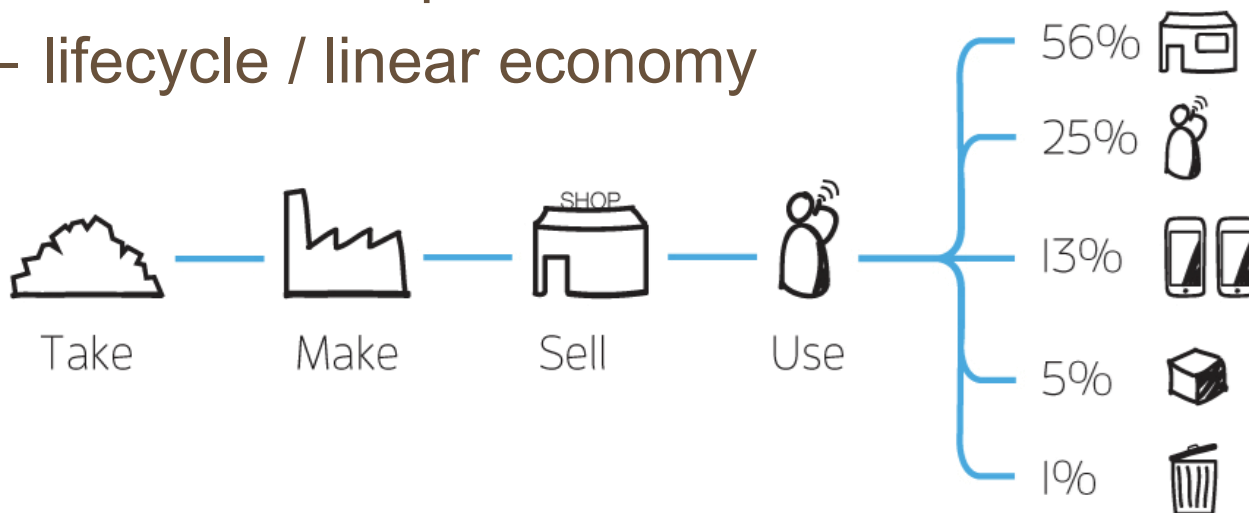 – lifecycle / linear economy
SHOP
Take
Make
Sell
Use
56%
25%
13%
5%
1%